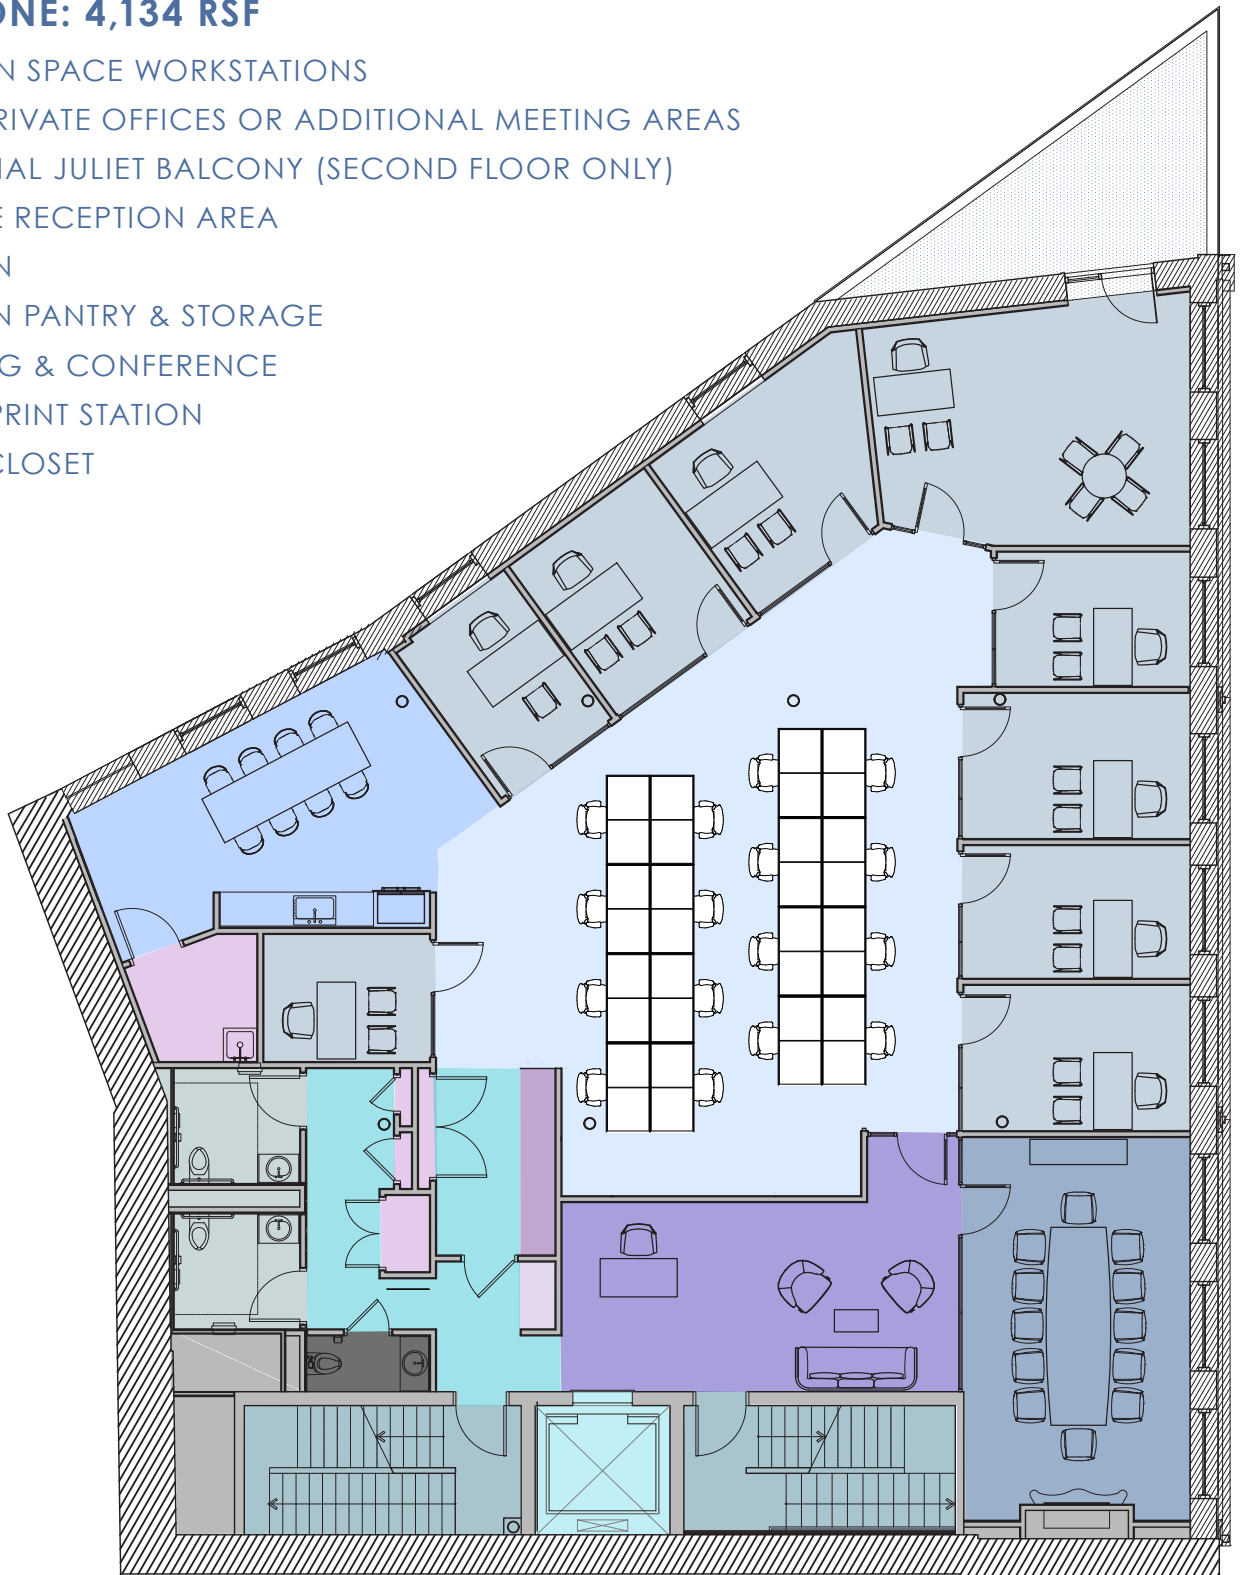 ONE: 4,134 RSF
N SPACE WORKSTATIONS
RIVATE OFFICES OR ADDITIONAL MEETING AREAS
AL JULIET BALCONY (SECOND FLOOR ONLY)
E RECEPTION AREA
N
N PANTRY & STORAGE
G & CONFERENCE
PRINT STATION
CLOSET